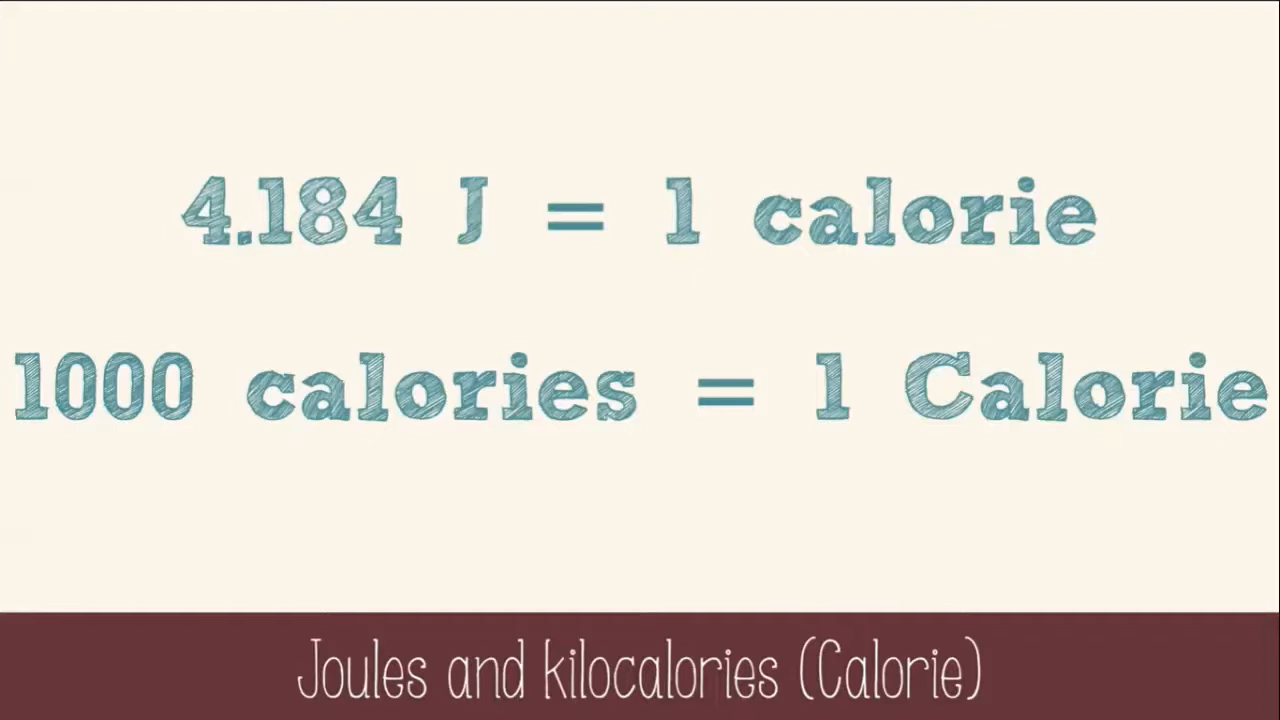 4.184 J = 1 calorie
1000 calories = 1 Calorie
Joules and kilocalories (Calorie)